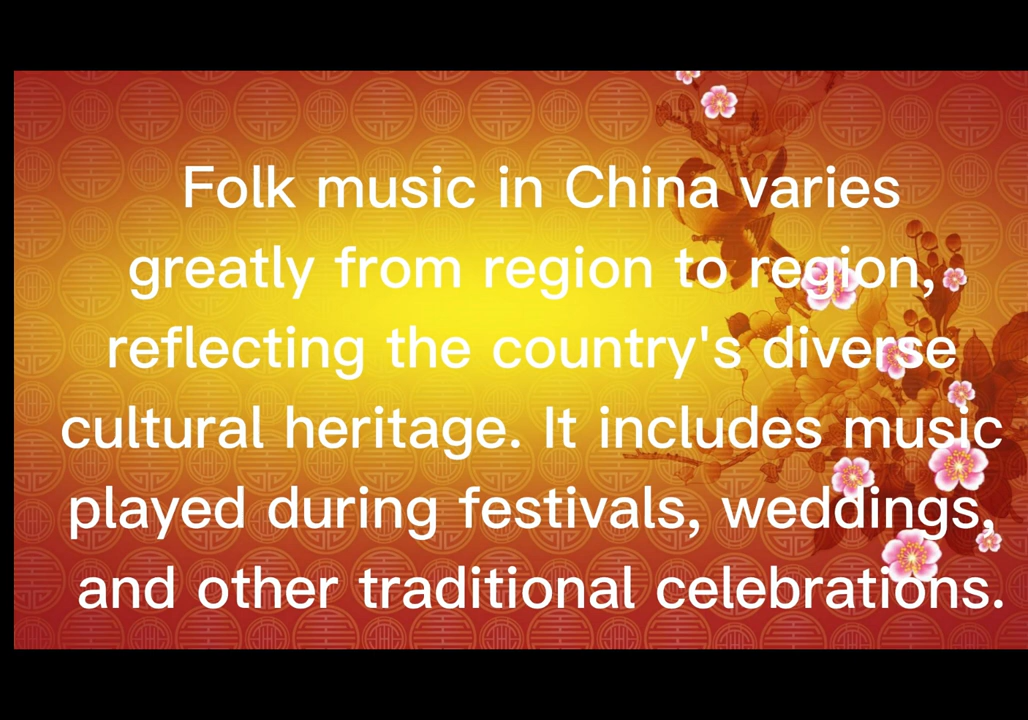 Folk music in China varies
greatly from region to region,
reflecting the country's diverse
cultural heritage. It includes music
played during festivals, weddings,
and other traditional celebrations.